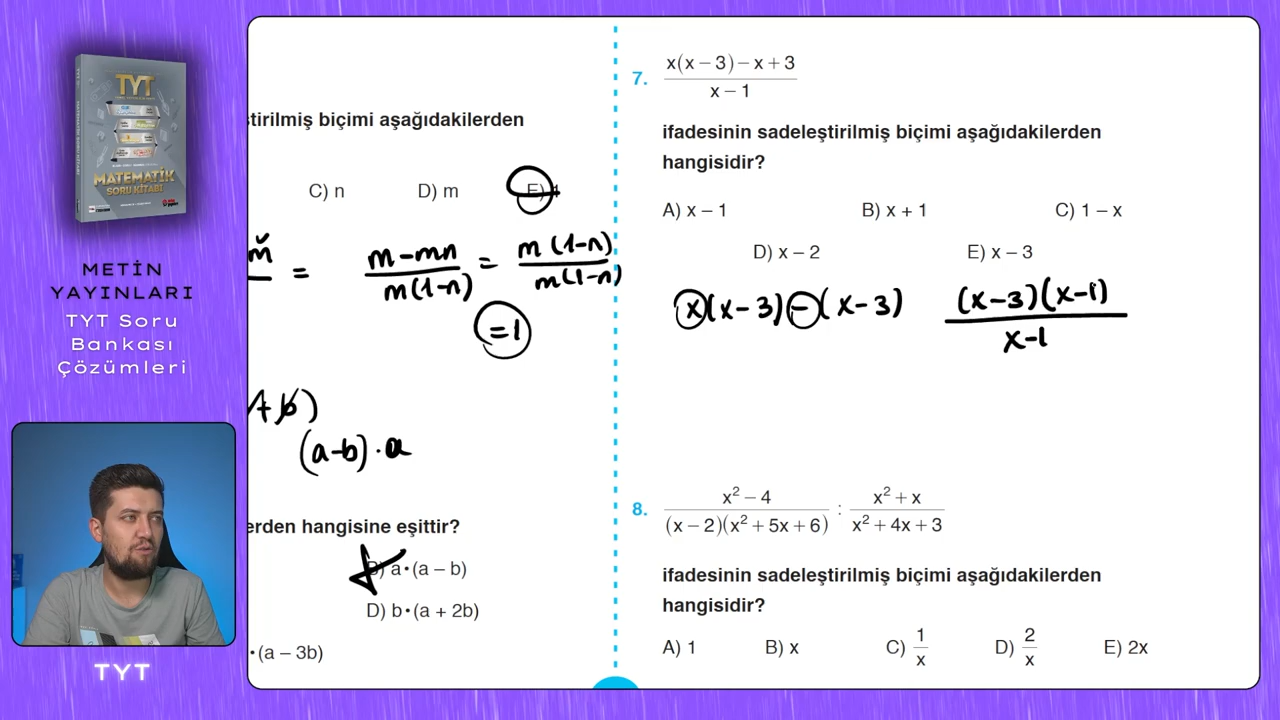 TYT
MATEMATİK
SORU KİTABI
METİN
YAYINLARI
TYT Soru
Bankası
Çözümleri
TYT
tirilmiş biçimi aşağıdakilerden
C) n D) m E) 1
= m-mn / m(1-n) = m(1-n) / m(1-n)
=1
(a-b)·a
erden hangisine eşittir?
B) a•(a – b)
D) b•(a + 2b)
•(a – 3b)
7. x(x – 3) – x + 3 / x – 1
ifadesinin sadeleştirilmiş biçimi aşağıdakilerden
hangisidir?
A) x – 1 B) x + 1 C) 1 – x
D) x – 2 E) x – 3
x(x-3)-(x-3) (x-3)(x-1) / x-1
8. x² – 4 / (x – 2)(x² + 5x + 6) : x² + x / x² + 4x + 3
ifadesinin sadeleştirilmiş biçimi aşağıdakilerden
hangisidir?
A) 1 B) x C) 1/x D) 2/x E) 2x